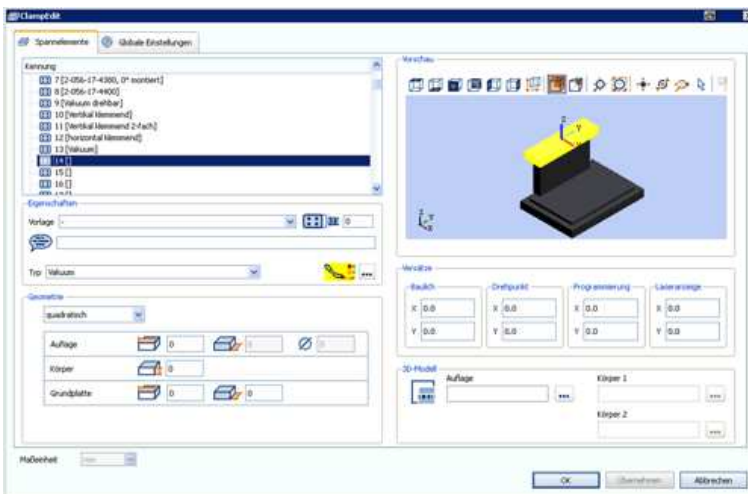 ClampEdit
Spannelemente
Globale Einstellungen
Kennung
7 [2-056-17-4380, 0° montiert]
8 [2-056-17-4400]
9 [Vakuum drehbar]
10 [Vertikal klemmend]
11 [Vertikal klemmend 2-fach]
12 [horizontal klemmend]
13 [Vakuum]
14 []
15 []
16 []
Eigenschaften
Vorlage -
0
Typ Vakuum
...
Geometrie
quadratisch
Auflage 0
Körper 0
Grundplatte 0 0
Maßeinheit mm
Vorschau
Z
Y
Z
Y
X
Versätze
Baulich
X 0.0
Y 0.0
Drehpunkt
X 0.0
Y 0.0
Programmierung
X 0.0
Y 0.0
Laseranzeige
X 0.0
Y 0.0
3D-Modell
Auflage
...
Körper 1
...
Körper 2
...
OK
Übernehmen
Abbrechen